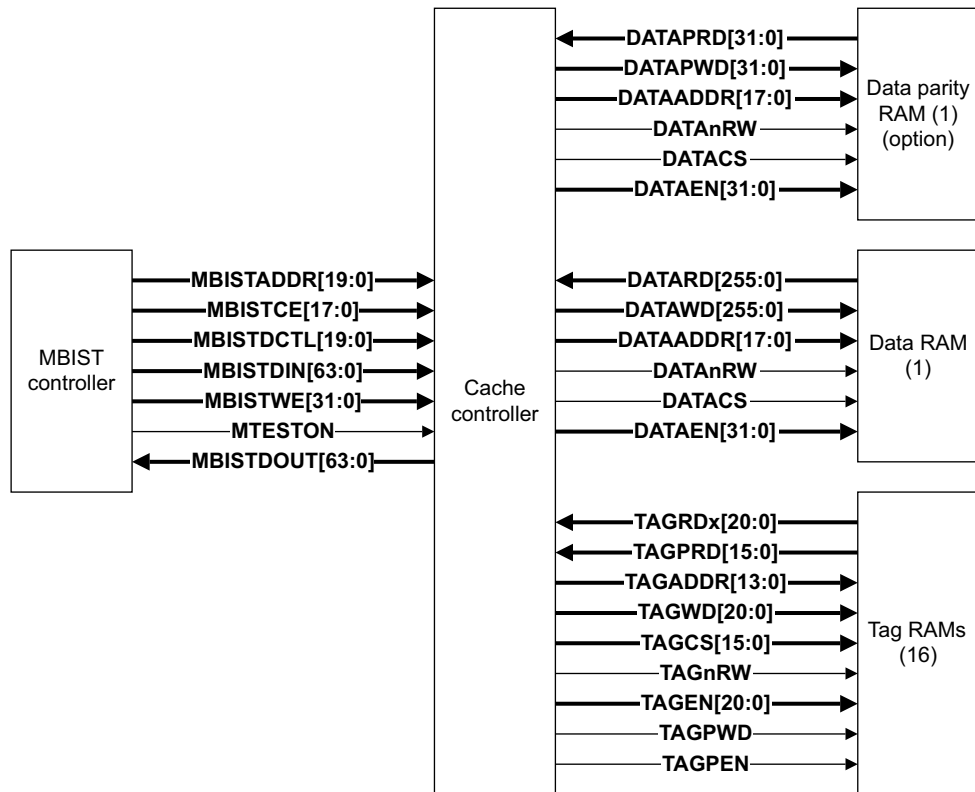 MBIST
controller
MBISTADDR[19:0]
MBISTCE[17:0]
MBISTDCTL[19:0]
MBISTDIN[63:0]
MBISTWE[31:0]
MTESTON
MBISTDOUT[63:0]
Cache
controller
DATAPRD[31:0]
DATAPWD[31:0]
DATAADDR[17:0]
DATAnRW
DATACS
DATAEN[31:0]
Data parity
RAM (1)
(option)
DATARD[255:0]
DATAWD[255:0]
DATAADDR[17:0]
DATAnRW
DATACS
DATAEN[31:0]
Data RAM
(1)
TAGRDx[20:0]
TAGPRD[15:0]
TAGADDR[13:0]
TAGWD[20:0]
TAGCS[15:0]
TAGnRW
TAGEN[20:0]
TAGPWD
TAGPEN
Tag RAMs
(16)